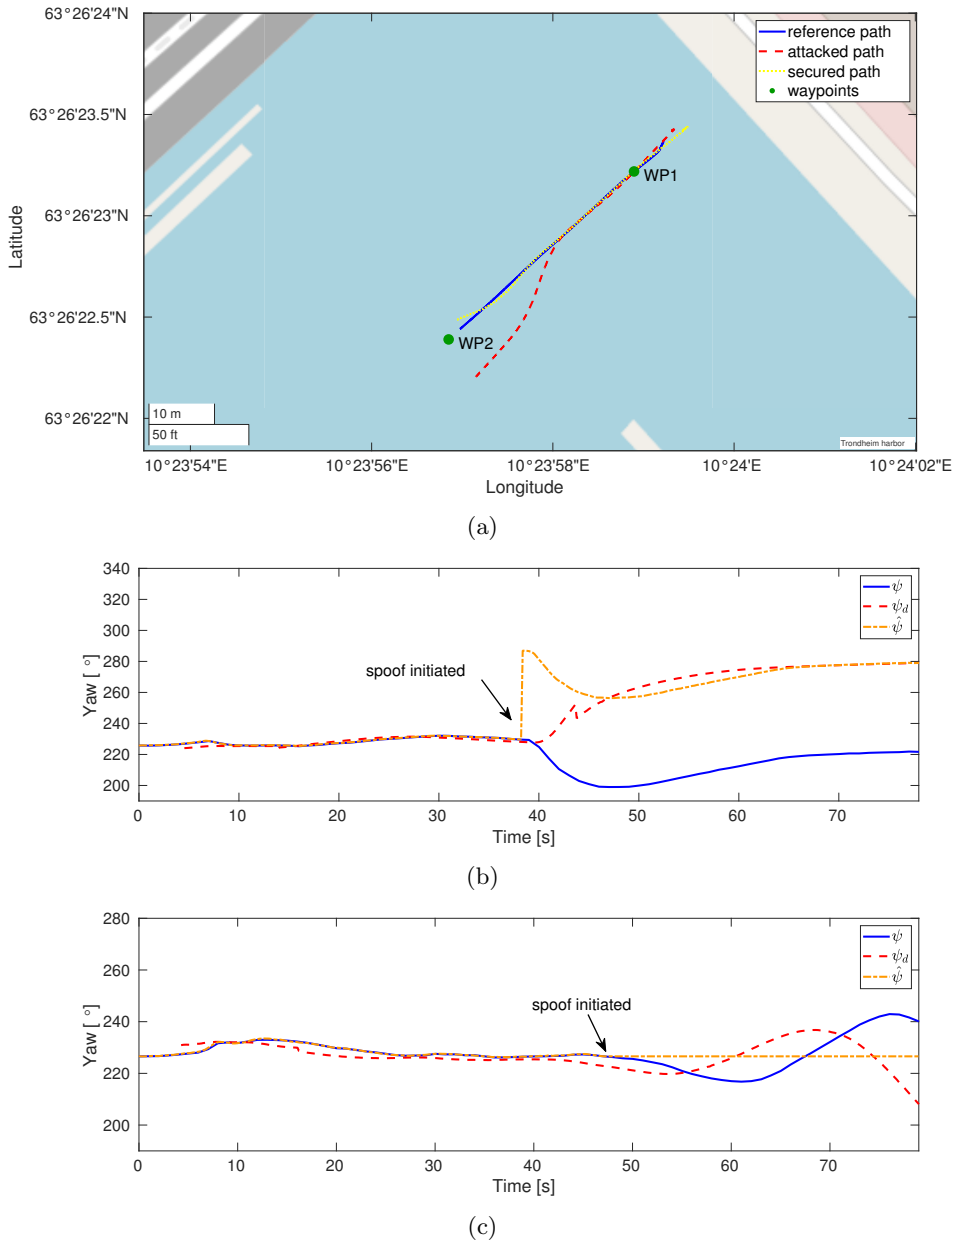 63°26'24"N
reference path
attacked path
secured path
waypoints
63°26'23.5"N
WP1
63°26'23"N
Latitude
63°26'22.5"N
WP2
63°26'22"N
10 m
50 ft
Trondheim harbor
10°23'54"E
10°23'56"E
10°23'58"E
10°24'E
10°24'02"E
Longitude
(a)
340
320
300
280
260
240
220
200
Yaw [°]
ψ
ψ_d
ψ̂
spoof initiated
0 10 20 30 40 50 60 70
Time [s]
(b)
280
260
240
220
200
Yaw [°]
ψ
ψ_d
ψ̂
spoof initiated
0 10 20 30 40 50 60 70
Time [s]
(c)